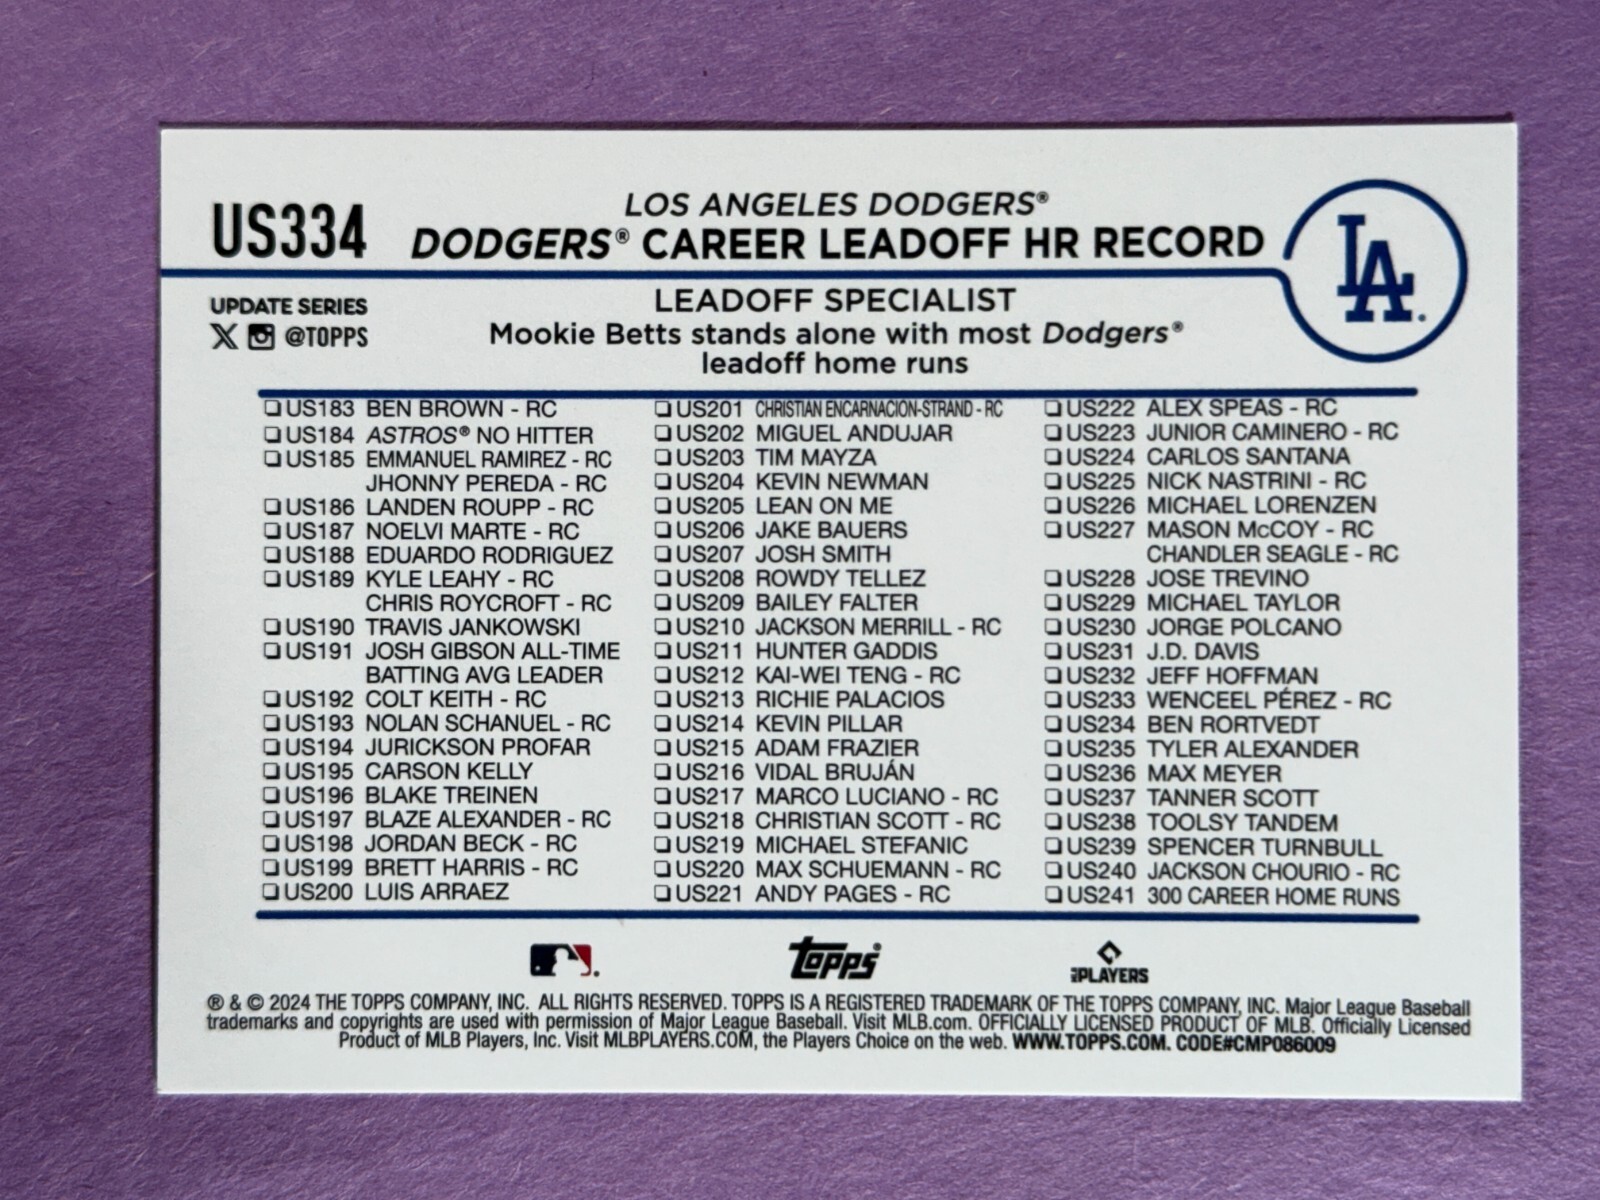 US334
LOS ANGELES DODGERS®
DODGERS® CAREER LEADOFF HR RECORD
LA
UPDATE SERIES
@TOPPS
LEADOFF SPECIALIST
Mookie Betts stands alone with most Dodgers®
leadoff home runs
US183 BEN BROWN - RC
US184 ASTROS® NO HITTER
US185 EMMANUEL RAMIREZ - RC
JHONNY PEREDA - RC
US186 LANDEN ROUPP - RC
US187 NOELVI MARTE - RC
US188 EDUARDO RODRIGUEZ
US189 KYLE LEAHY - RC
CHRIS ROYCROFT - RC
US190 TRAVIS JANKOWSKI
US191 JOSH GIBSON ALL-TIME
BATTING AVG LEADER
US192 COLT KEITH - RC
US193 NOLAN SCHANUEL - RC
US194 JURICKSON PROFAR
US195 CARSON KELLY
US196 BLAKE TREINEN
US197 BLAZE ALEXANDER - RC
US198 JORDAN BECK - RC
US199 BRETT HARRIS - RC
US200 LUIS ARRAEZ
US201 CHRISTIAN ENCARNACION-STRAND - RC
US202 MIGUEL ANDUJAR
US203 TIM MAYZA
US204 KEVIN NEWMAN
US205 LEAN ON ME
US206 JAKE BAUERS
US207 JOSH SMITH
US208 ROWDY TELLEZ
US209 BAILEY FALTER
US210 JACKSON MERRILL - RC
US211 HUNTER GADDIS
US212 KAI-WEI TENG - RC
US213 RICHIE PALACIOS
US214 KEVIN PILLAR
US215 ADAM FRAZIER
US216 VIDAL BRUJÁN
US217 MARCO LUCIANO - RC
US218 CHRISTIAN SCOTT - RC
US219 MICHAEL STEFANIC
US220 MAX SCHUEMANN - RC
US221 ANDY PAGES - RC
US222 ALEX SPEAS - RC
US223 JUNIOR CAMINERO - RC
US224 CARLOS SANTANA
US225 NICK NASTRINI - RC
US226 MICHAEL LORENZEN
US227 MASON McCOY - RC
CHANDLER SEAGLE - RC
US228 JOSE TREVINO
US229 MICHAEL TAYLOR
US230 JORGE POLCANO
US231 J.D. DAVIS
US232 JEFF HOFFMAN
US233 WENCEEL PÉREZ - RC
US234 BEN RORTVEDT
US235 TYLER ALEXANDER
US236 MAX MEYER
US237 TANNER SCOTT
US238 TOOLSY TANDEM
US239 SPENCER TURNBULL
US240 JACKSON CHOURIO - RC
US241 300 CAREER HOME RUNS
Topps®
PLAYERS
® & © 2024 THE TOPPS COMPANY, INC. ALL RIGHTS RESERVED. TOPPS IS A REGISTERED TRADEMARK OF THE TOPPS COMPANY, INC. Major League Baseball
trademarks and copyrights are used with permission of Major League Baseball. Visit MLB.com. OFFICIALLY LICENSED PRODUCT OF MLB. Officially Licensed
Product of MLB Players, Inc. Visit MLBPLAYERS.COM, the Players Choice on the web. WWW.TOPPS.COM. CODE#CMP086009